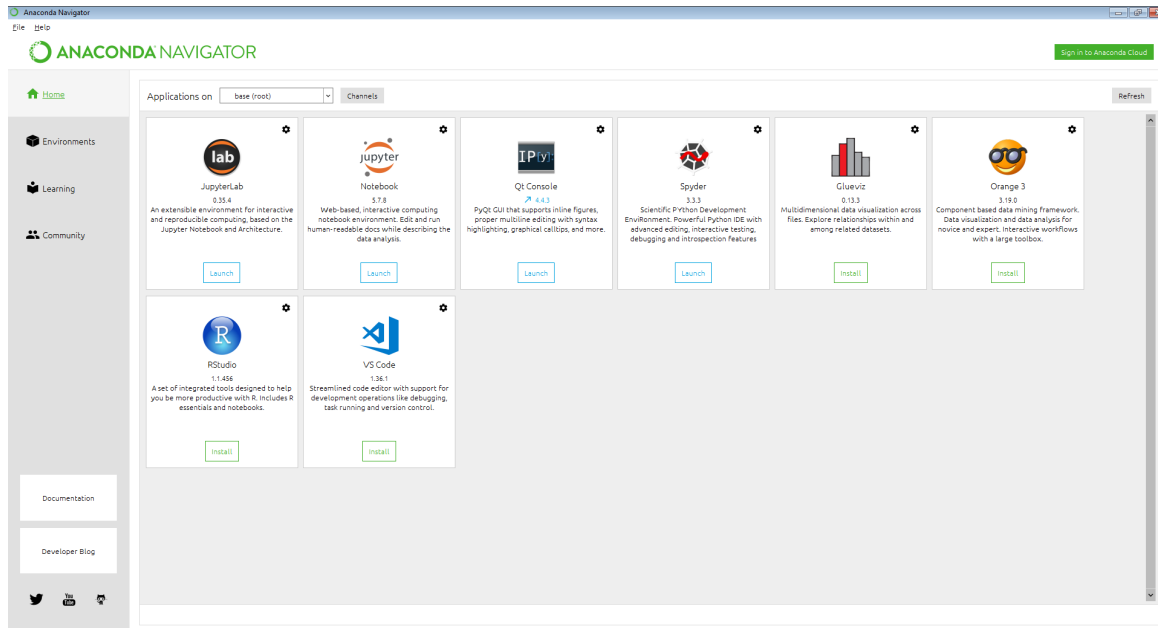 Anaconda Navigator
File Help
ANACONDA NAVIGATOR
Sign in to Anaconda Cloud
Home
Environments
Learning
Community
Documentation
Developer Blog
You
Tube
Applications on base (root) Channels Refresh
lab
JupyterLab
0.35.4
An extensible environment for interactive
and reproducible computing, based on the
Jupyter Notebook and Architecture.
Launch
jupyter
Notebook
5.7.8
Web-based, interactive computing
notebook environment. Edit and run
human-readable docs while describing the
data analysis.
Launch
IP[y]:
Qt Console
4.4.3
PyQt GUI that supports inline figures,
proper multiline editing with syntax
highlighting, graphical calltips, and more.
Launch
Spyder
3.3.3
Scientific PYthon Development
EnviRonment. Powerful Python IDE with
advanced editing, interactive testing,
debugging and introspection features
Launch
Glueviz
0.13.3
Multidimensional data visualization across
files. Explore relationships within and
among related datasets.
Install
Orange 3
3.19.0
Component based data mining framework.
Data visualization and data analysis for
novice and expert. Interactive workflows
with a large toolbox.
Install
R
RStudio
1.1.456
A set of integrated tools designed to help
you be more productive with R. Includes R
essentials and notebooks.
Install
VS Code
1.36.1
Streamlined code editor with support for
development operations like debugging,
task running and version control.
Install